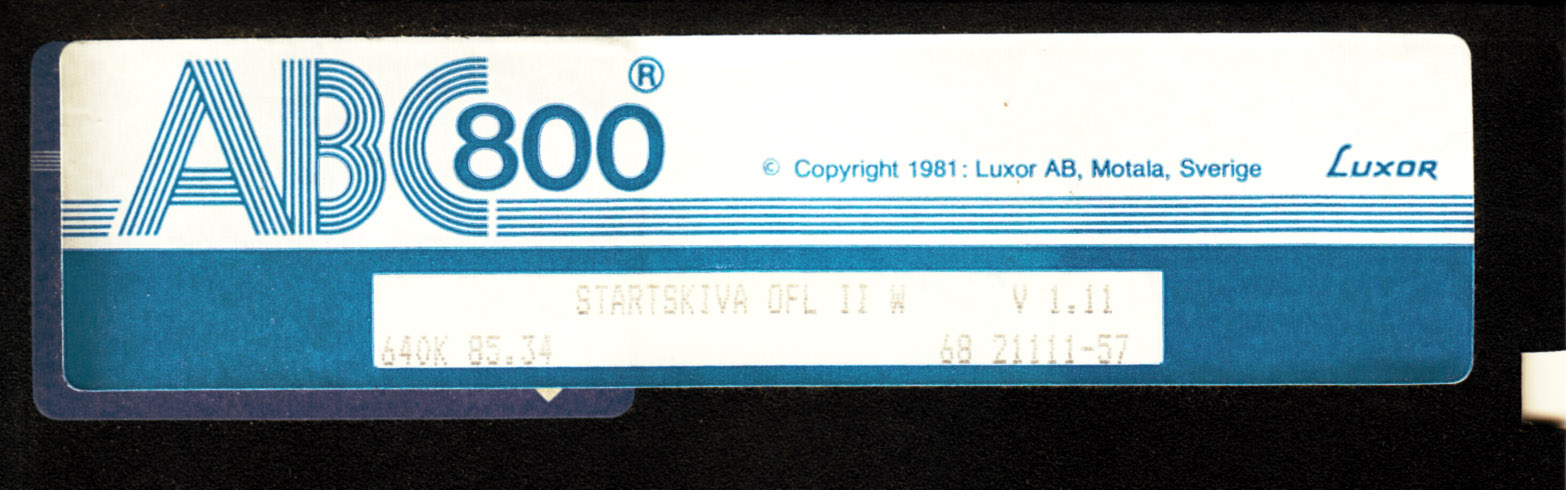 ABC800®
© Copyright 1981: Luxor AB, Motala, Sverige
LUXOR
STARTSKIVA OFL II W V 1.11
640K 85.34 68 21111-57